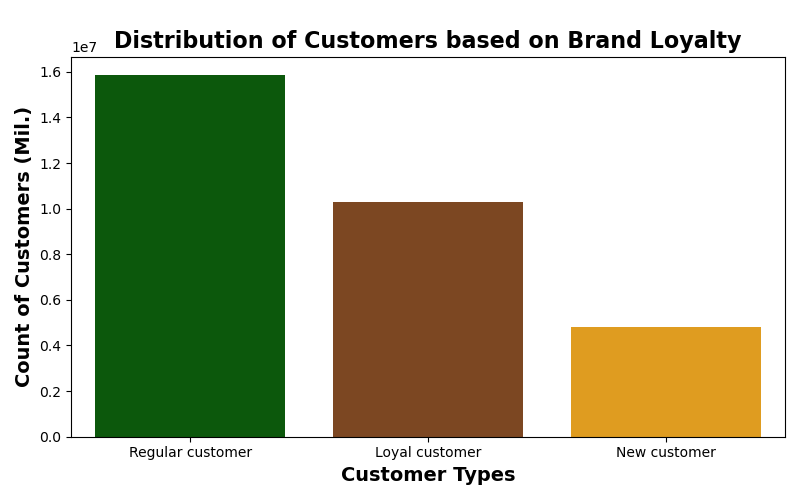 Distribution of Customers based on Brand Loyalty
1e7
Count of Customers (Mil.)
1.6
1.4
1.2
1.0
0.8
0.6
0.4
0.2
0.0
Regular customer
Loyal customer
New customer
Customer Types